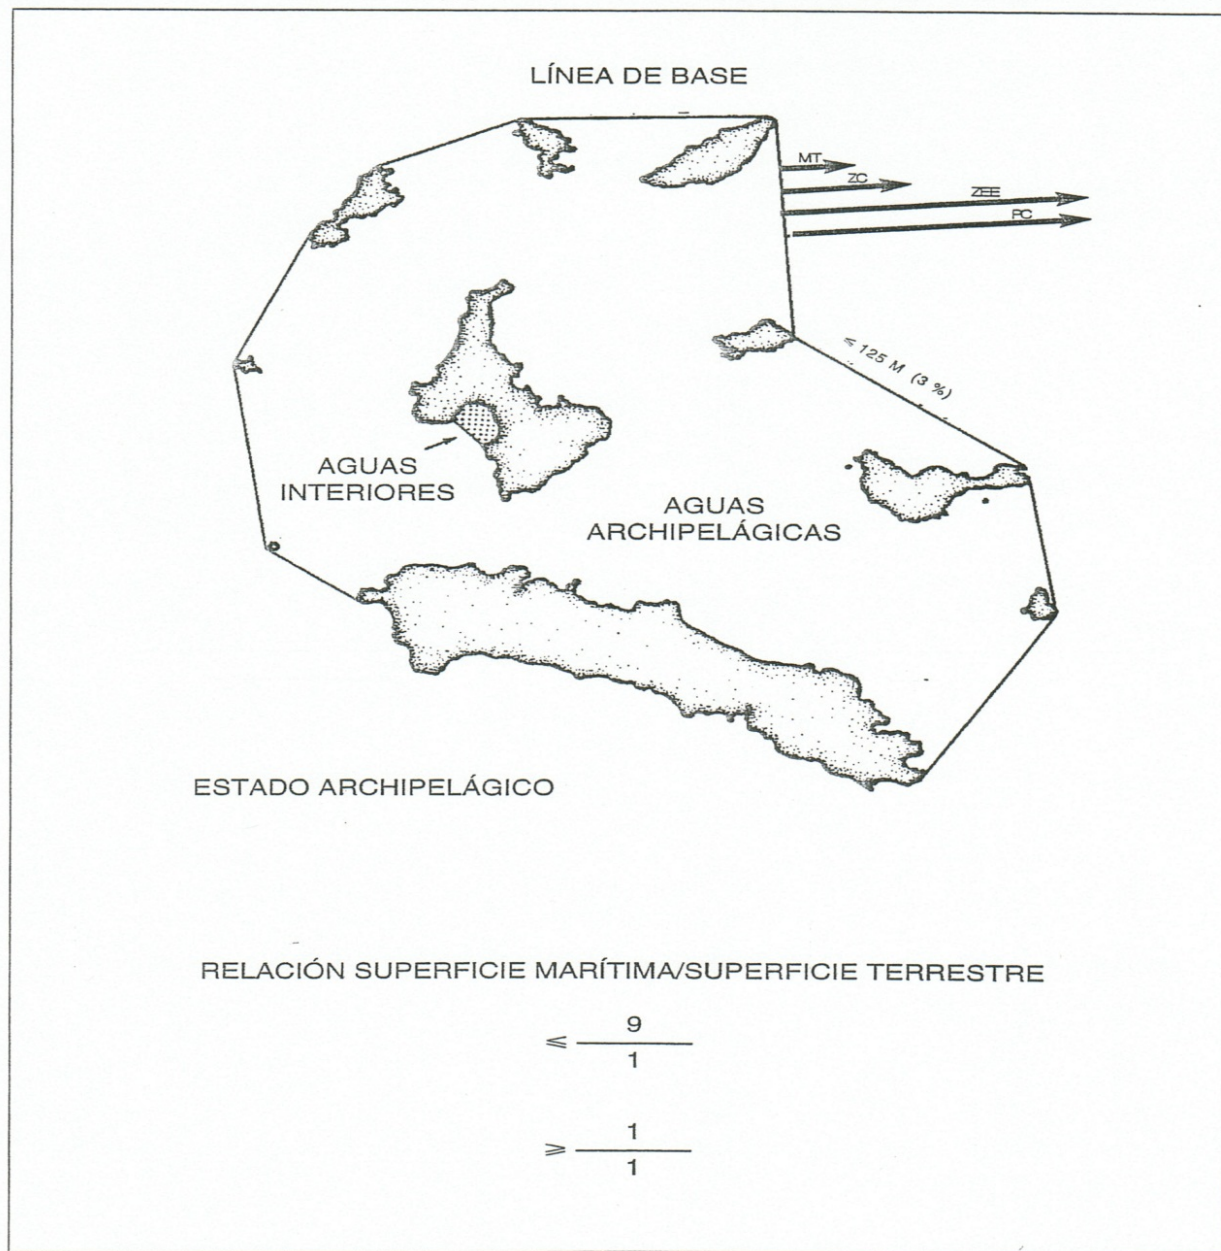 LÍNEA DE BASE
MT
ZC
ZEE
PC
≤ 125 M (3 %)
AGUAS
INTERIORES
AGUAS
ARCHIPELÁGICAS
ESTADO ARCHIPELÁGICO
RELACIÓN SUPERFICIE MARÍTIMA/SUPERFICIE TERRESTRE
≤ 9
1
≥ 1
1